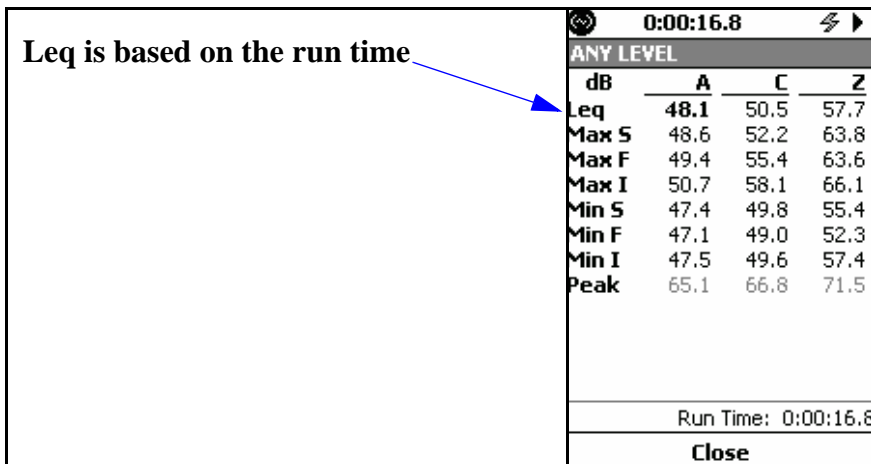 Leq is based on the run time
0:00:16.8
ANY LEVEL
dB A C Z
Leq 48.1 50.5 57.7
Max S 48.6 52.2 63.8
Max F 49.4 55.4 63.6
Max I 50.7 58.1 66.1
Min S 47.4 49.8 55.4
Min F 47.1 49.0 52.3
Min I 47.5 49.6 57.4
Peak 65.1 66.8 71.5
Run Time: 0:00:16.8
Close